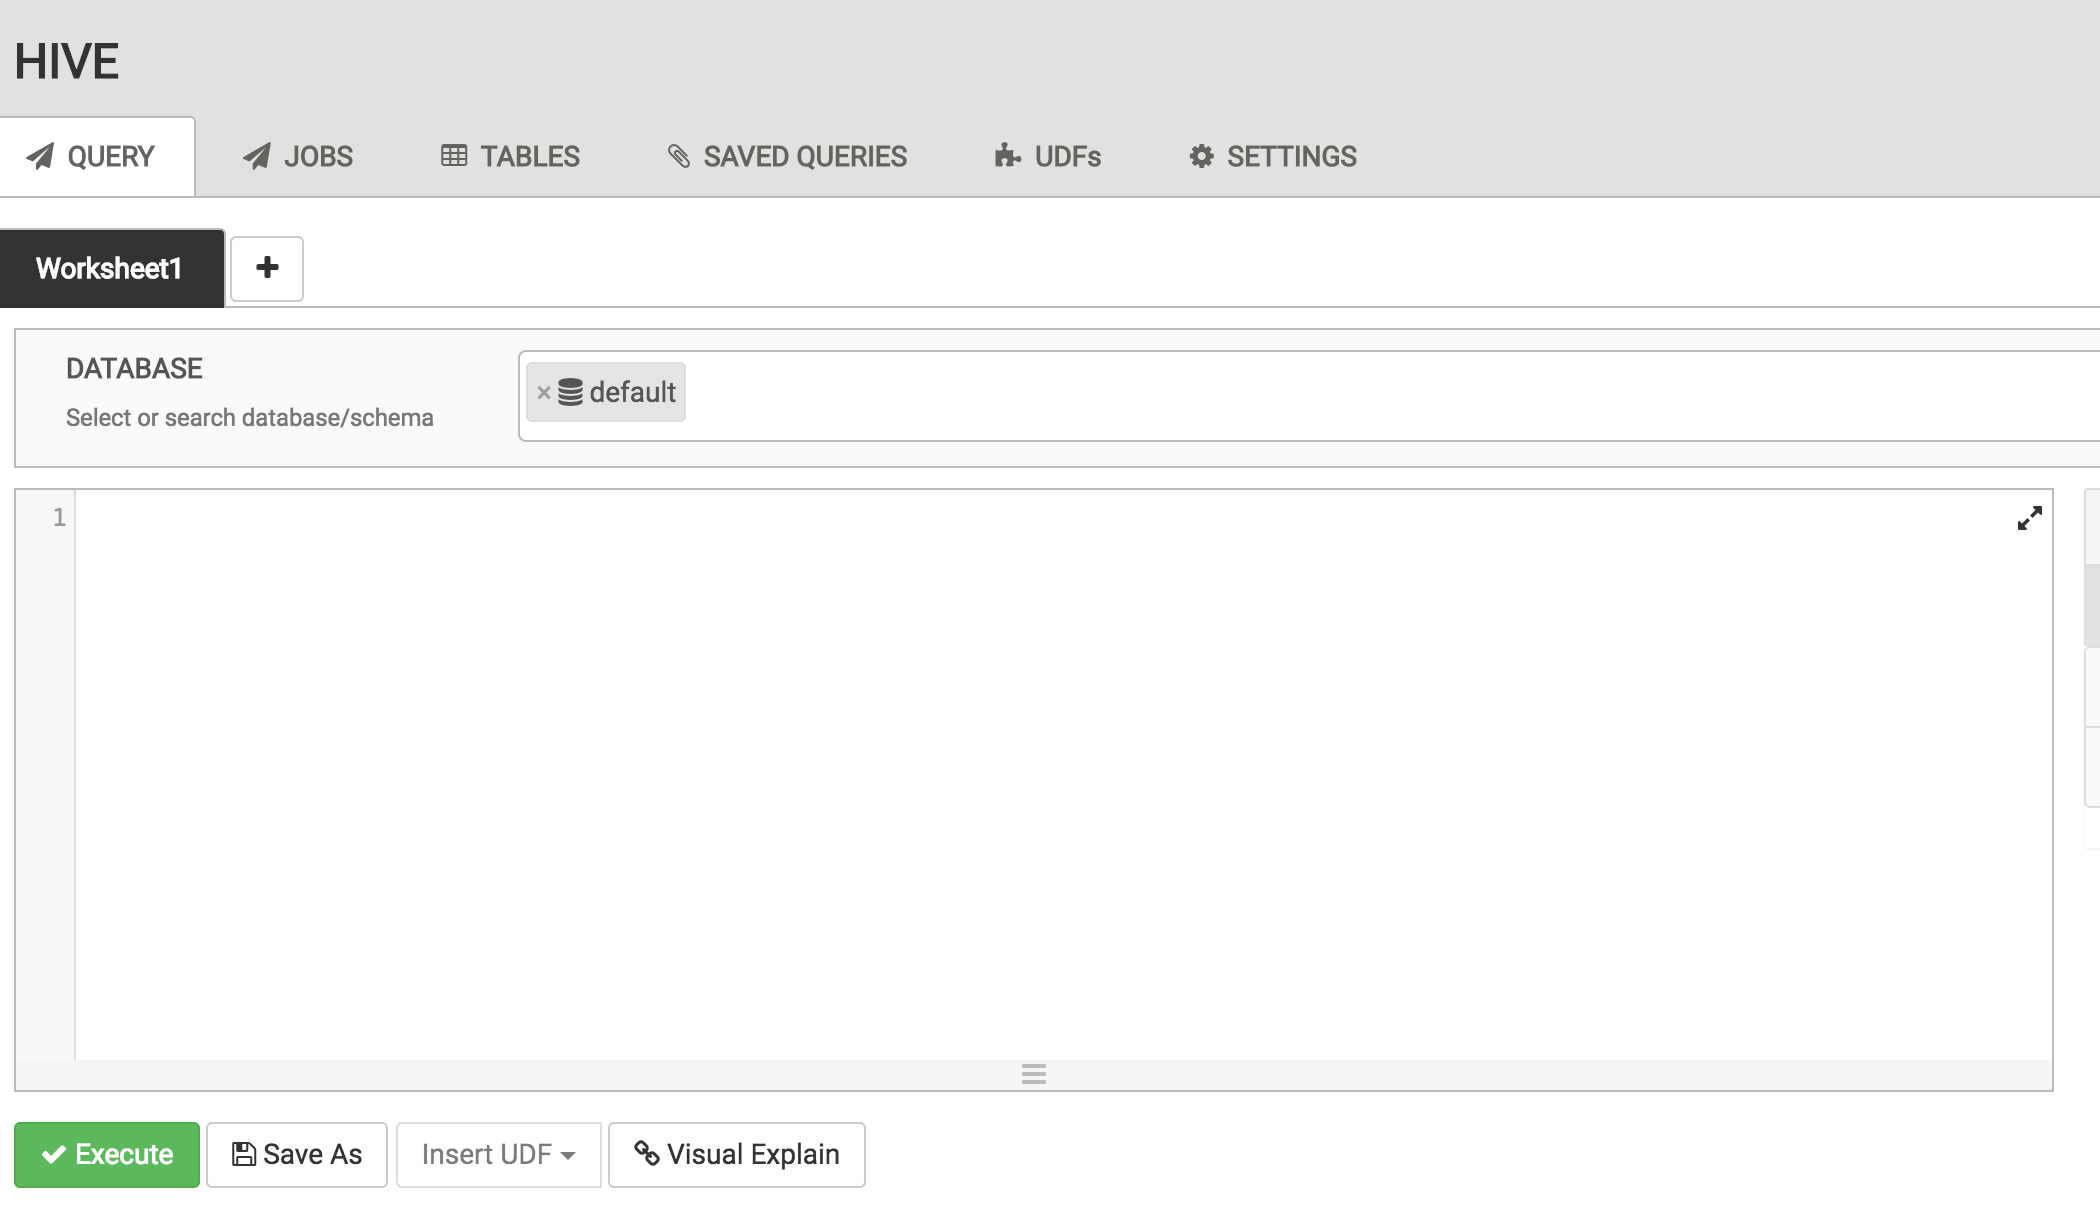 HIVE
QUERY JOBS TABLES SAVED QUERIES UDFs SETTINGS
Worksheet1 +
DATABASE
Select or search database/schema
× default
1
Execute Save As Insert UDF Visual Explain